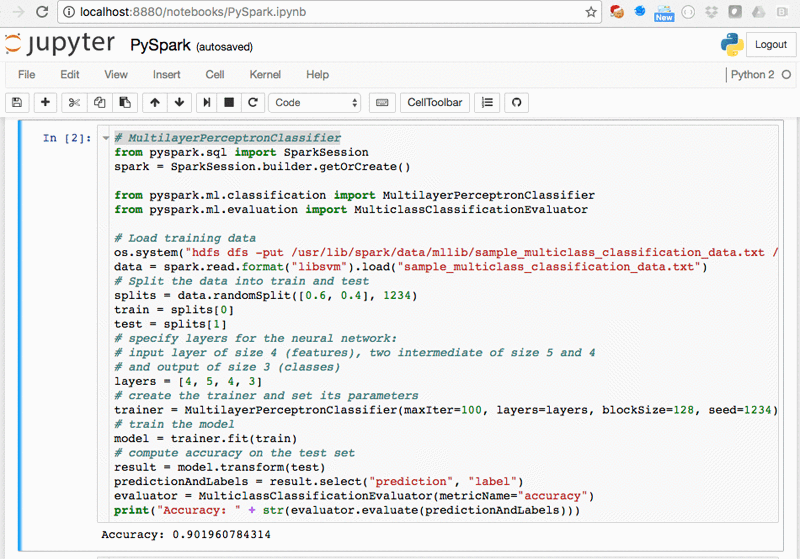 localhost:8880/notebooks/PySpark.ipynb
New
jupyter PySpark (autosaved)
Logout
File Edit View Insert Cell Kernel Help
Python 2
Code
CellToolbar
In [2]:
# MultilayerPerceptronClassifier
from pyspark.sql import SparkSession
spark = SparkSession.builder.getOrCreate()
from pyspark.ml.classification import MultilayerPerceptronClassifier
from pyspark.ml.evaluation import MulticlassClassificationEvaluator
# Load training data
os.system("hdfs dfs -put /usr/lib/spark/data/mllib/sample_multiclass_classification_data.txt /
data = spark.read.format("libsvm").load("sample_multiclass_classification_data.txt")
# Split the data into train and test
splits = data.randomSplit([0.6, 0.4], 1234)
train = splits[0]
test = splits[1]
# specify layers for the neural network:
# input layer of size 4 (features), two intermediate of size 5 and 4
# and output of size 3 (classes)
layers = [4, 5, 4, 3]
# create the trainer and set its parameters
trainer = MultilayerPerceptronClassifier(maxIter=100, layers=layers, blockSize=128, seed=1234)
# train the model
model = trainer.fit(train)
# compute accuracy on the test set
result = model.transform(test)
predictionAndLabels = result.select("prediction", "label")
evaluator = MulticlassClassificationEvaluator(metricName="accuracy")
print("Accuracy: " + str(evaluator.evaluate(predictionAndLabels)))
Accuracy: 0.901960784314